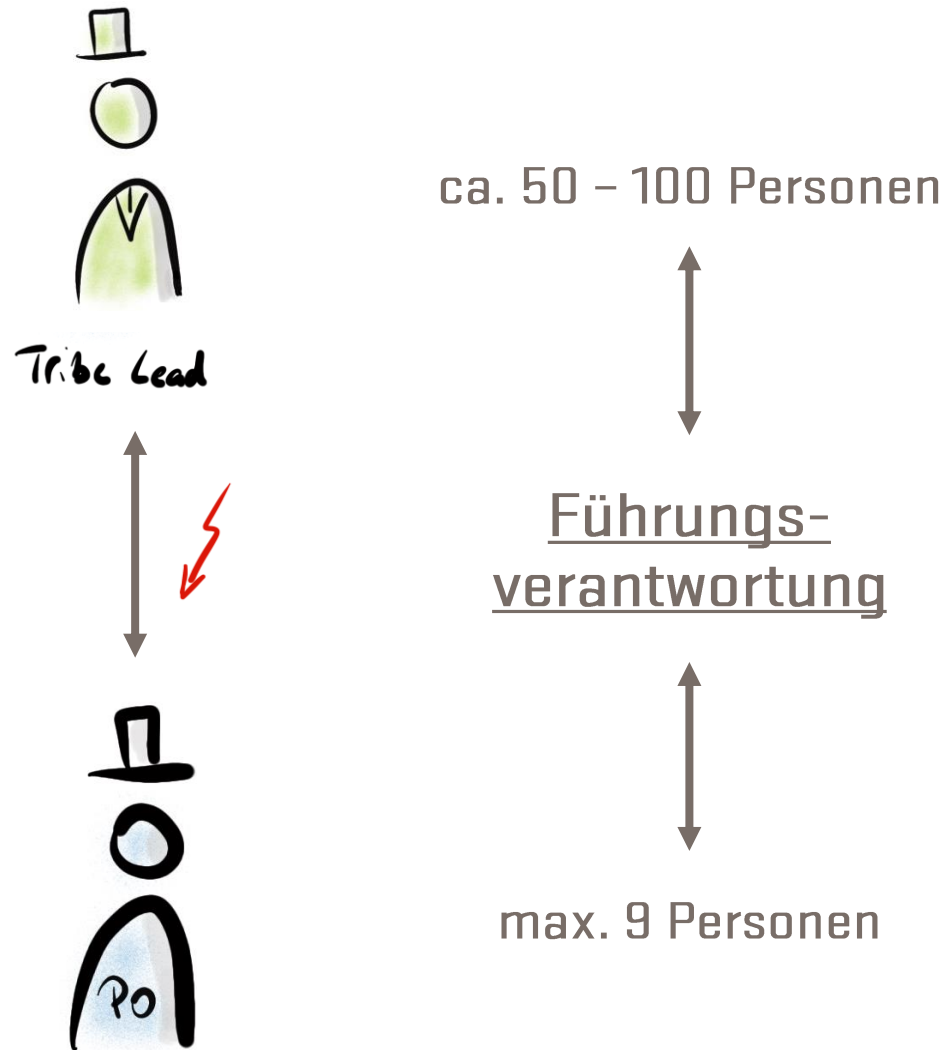 ca. 50 – 100 Personen
Tribe Lead
Führungs-
verantwortung
max. 9 Personen
PO